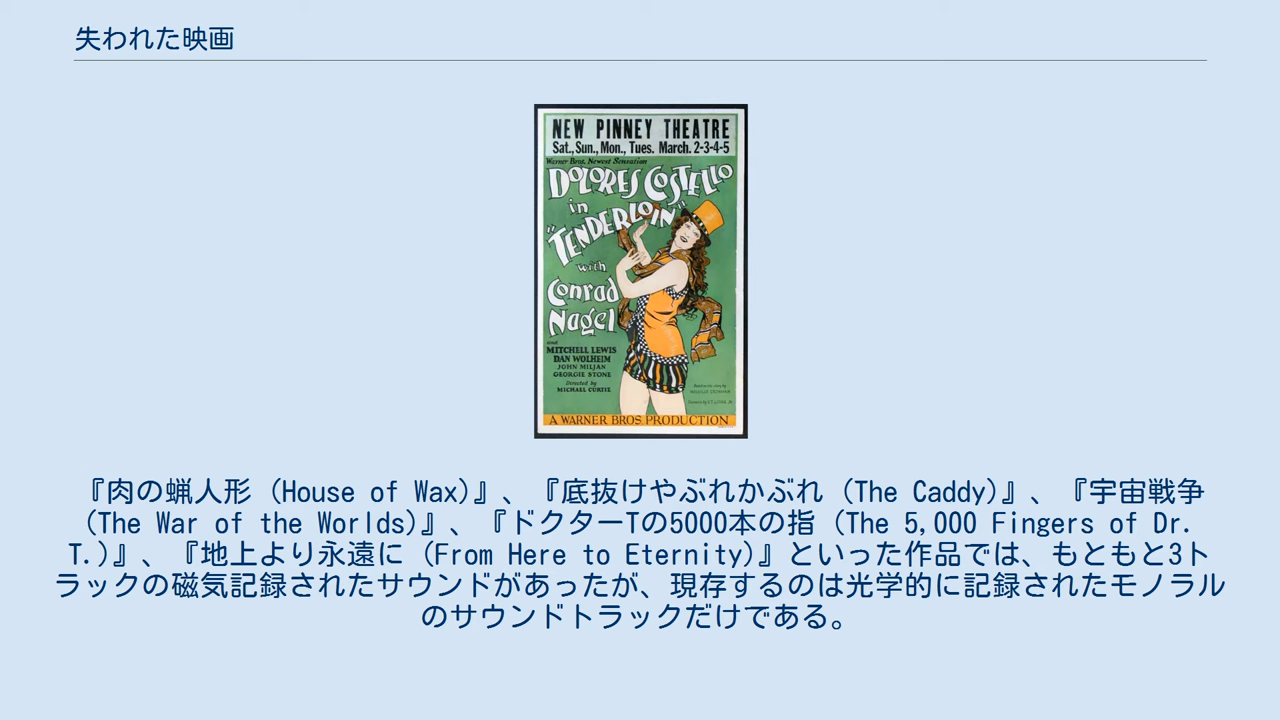 失われた映画
NEW PINNEY THEATRE
Sat., Sun., Mon., Tues. March. 2-3-4-5
Warner Bros. Newest Sensation
DOLORES COSTELLO
in
"TENDERLOIN"
with
Conrad
Nagel
and
MITCHELL LEWIS
DAN WOLHEIM
JOHN MILJAN
GEORGIE STONE
Directed by
MICHAEL CURTIZ
A WARNER BROS PRODUCTION
『肉の蝋人形 (House of Wax)』、『底抜けやぶれかぶれ (The Caddy)』、『宇宙戦争
(The War of the Worlds)』、『ドクターTの5000本の指 (The 5,000 Fingers of Dr.
T.)』、『地上より永遠に (From Here to Eternity)』といった作品では、もともと3ト
ラックの磁気記録されたサウンドがあったが、現存するのは光学的に記録されたモノラル
のサウンドトラックだけである。